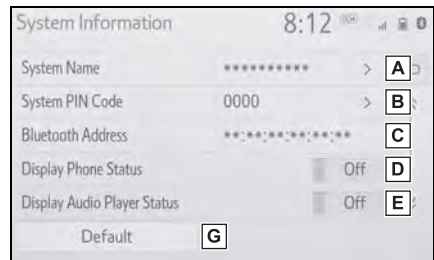 System Information 8:12
System Name ********** > A
System PIN Code 0000 > B
Bluetooth Address **:**:**:**:**:** C
Display Phone Status Off D
Display Audio Player Status Off E
Default G